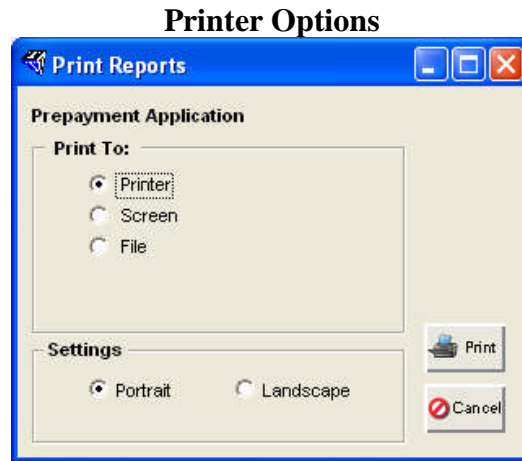 Printer Options
Print Reports
Prepayment Application
Print To:
Printer
Screen
File
Settings
Portrait Landscape
Print
Cancel